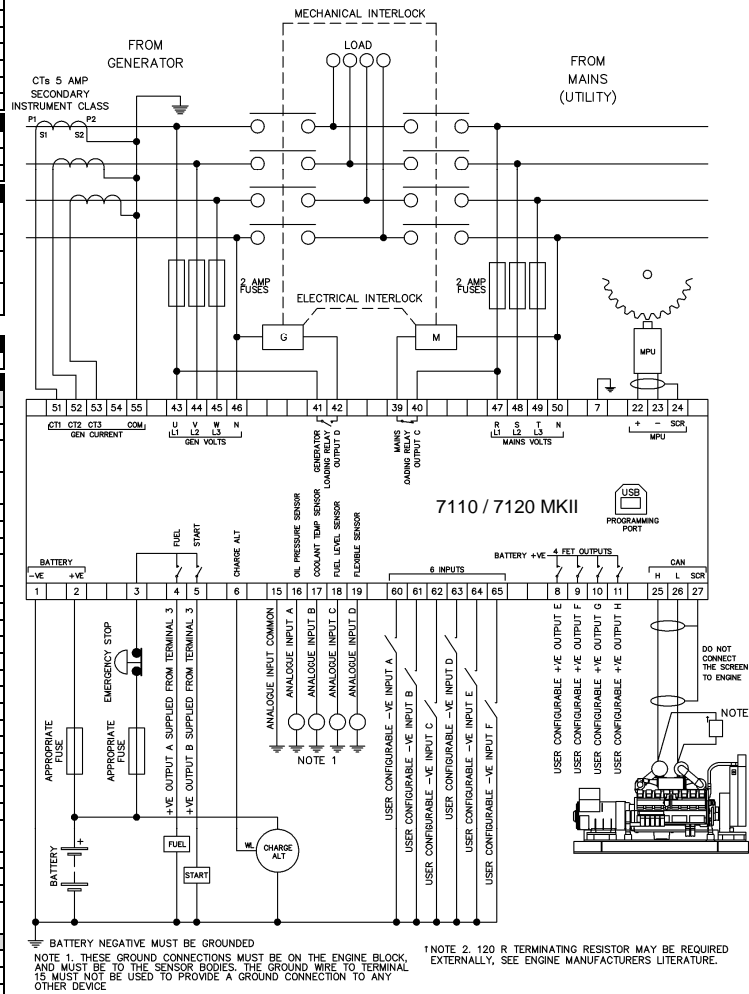 MECHANICAL INTERLOCK
FROM
GENERATOR
LOAD
FROM
MAINS
(UTILITY)
CTs 5 AMP
SECONDARY
INSTRUMENT CLASS
P1
P2
S1
S2
2 AMP
FUSES
2 AMP
FUSES
ELECTRICAL INTERLOCK
G
M
MPU
51 52 53 54 55 43 44 45 46 41 42 39 40 47 48 49 50 7 22 23 24
CT1 CT2 CT3 COM
GEN CURRENT
U V W N
L1 L2 L3
GEN VOLTS
GENERATOR
LOADING RELAY
OUTPUT D
MAINS
LOADING RELAY
OUTPUT C
R S T N
L1 L2 L3
MAINS VOLTS
+ − SCR
MPU
7110 / 7120 MKII
USB
PROGRAMMING
PORT
FUEL
START
CHARGE ALT
OIL PRESSURE SENSOR
COOLANT TEMP SENSOR
FUEL LEVEL SENSOR
FLEXIBLE SENSOR
BATTERY
-VE +VE
6 INPUTS
BATTERY +VE
4 FET OUTPUTS
CAN
H L SCR
1 2 3 4 5 6 15 16 17 18 19 60 61 62 63 64 65 8 9 10 11 25 26 27
EMERGENCY STOP
APPROPRIATE
FUSE
APPROPRIATE
FUSE
+VE OUTPUT A SUPPLIED FROM TERMINAL 3
+VE OUTPUT B SUPPLIED FROM TERMINAL 3
ANALOGUE INPUT COMMON
ANALOGUE INPUT A
ANALOGUE INPUT B
ANALOGUE INPUT C
ANALOGUE INPUT D
NOTE 1
USER CONFIGURABLE -VE INPUT A
USER CONFIGURABLE -VE INPUT B
USER CONFIGURABLE -VE INPUT C
USER CONFIGURABLE -VE INPUT D
USER CONFIGURABLE -VE INPUT E
USER CONFIGURABLE -VE INPUT F
USER CONFIGURABLE +VE OUTPUT E
USER CONFIGURABLE +VE OUTPUT F
USER CONFIGURABLE +VE OUTPUT G
USER CONFIGURABLE +VE OUTPUT H
DO NOT
CONNECT
THE SCREEN
TO ENGINE
NOTE
BATTERY
+
−
FUEL
START
WL
CHARGE
ALT
BATTERY NEGATIVE MUST BE GROUNDED
NOTE 1. THESE GROUND CONNECTIONS MUST BE ON THE ENGINE BLOCK,
AND MUST BE TO THE SENSOR BODIES. THE GROUND WIRE TO TERMINAL
15 MUST NOT BE USED TO PROVIDE A GROUND CONNECTION TO ANY
OTHER DEVICE
↑NOTE 2. 120 R TERMINATING RESISTOR MAY BE REQUIRED
EXTERNALLY, SEE ENGINE MANUFACTURERS LITERATURE.